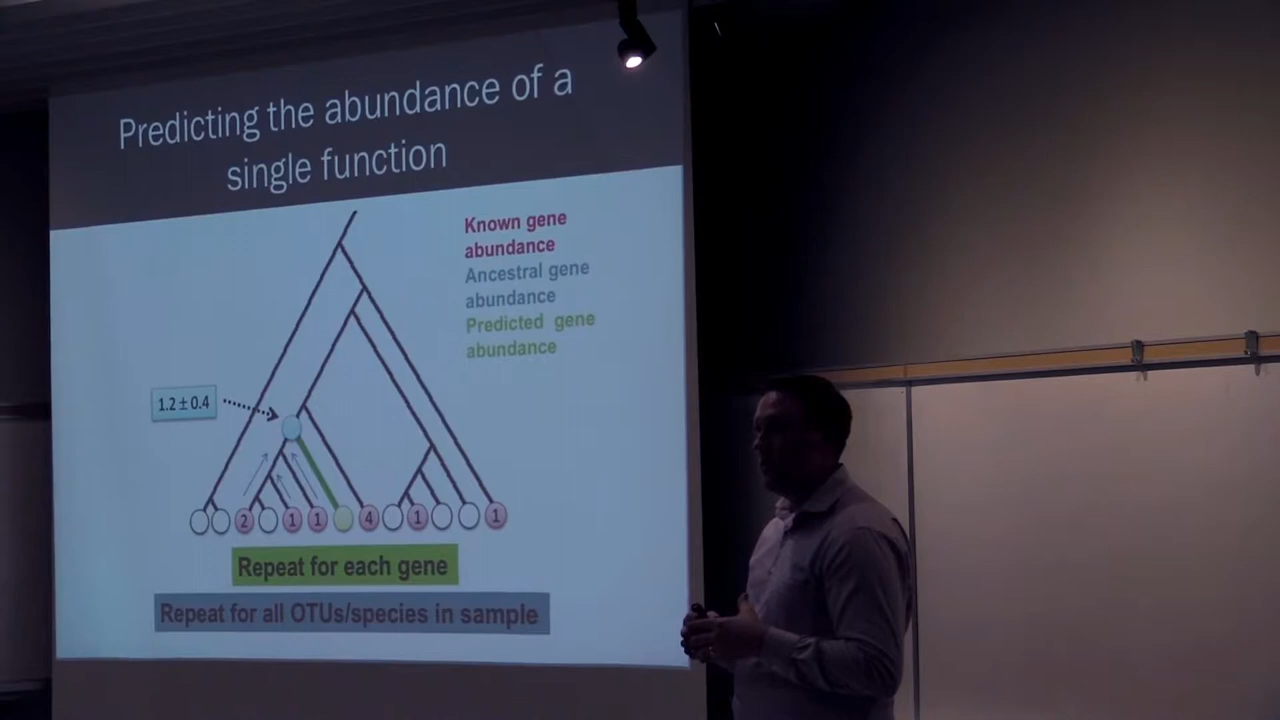 Predicting the abundance of a
single function
Known gene
abundance
Ancestral gene
abundance
Predicted gene
abundance
1.2 ± 0.4
2
1
1
4
1
1
Repeat for each gene
Repeat for all OTUs/species in sample